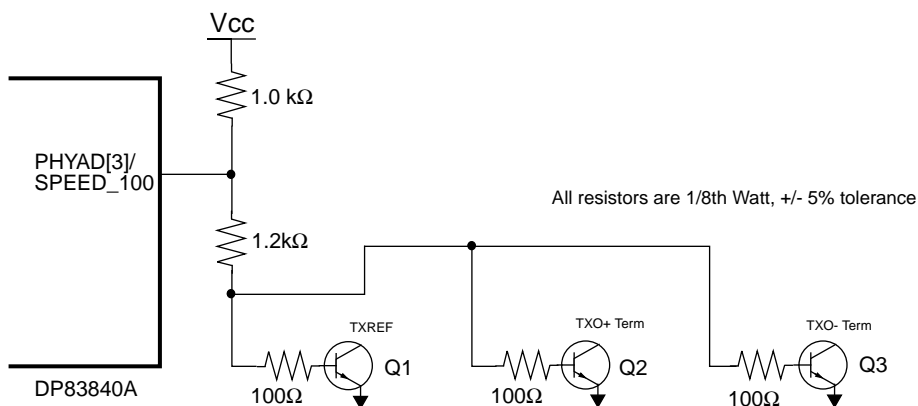 Vcc
1.0 kΩ
PHYAD[3]/
SPEED_100
All resistors are 1/8th Watt, +/- 5% tolerance
1.2kΩ
TXREF
TXO+ Term
TXO- Term
Q1
Q2
Q3
DP83840A
100Ω
100Ω
100Ω